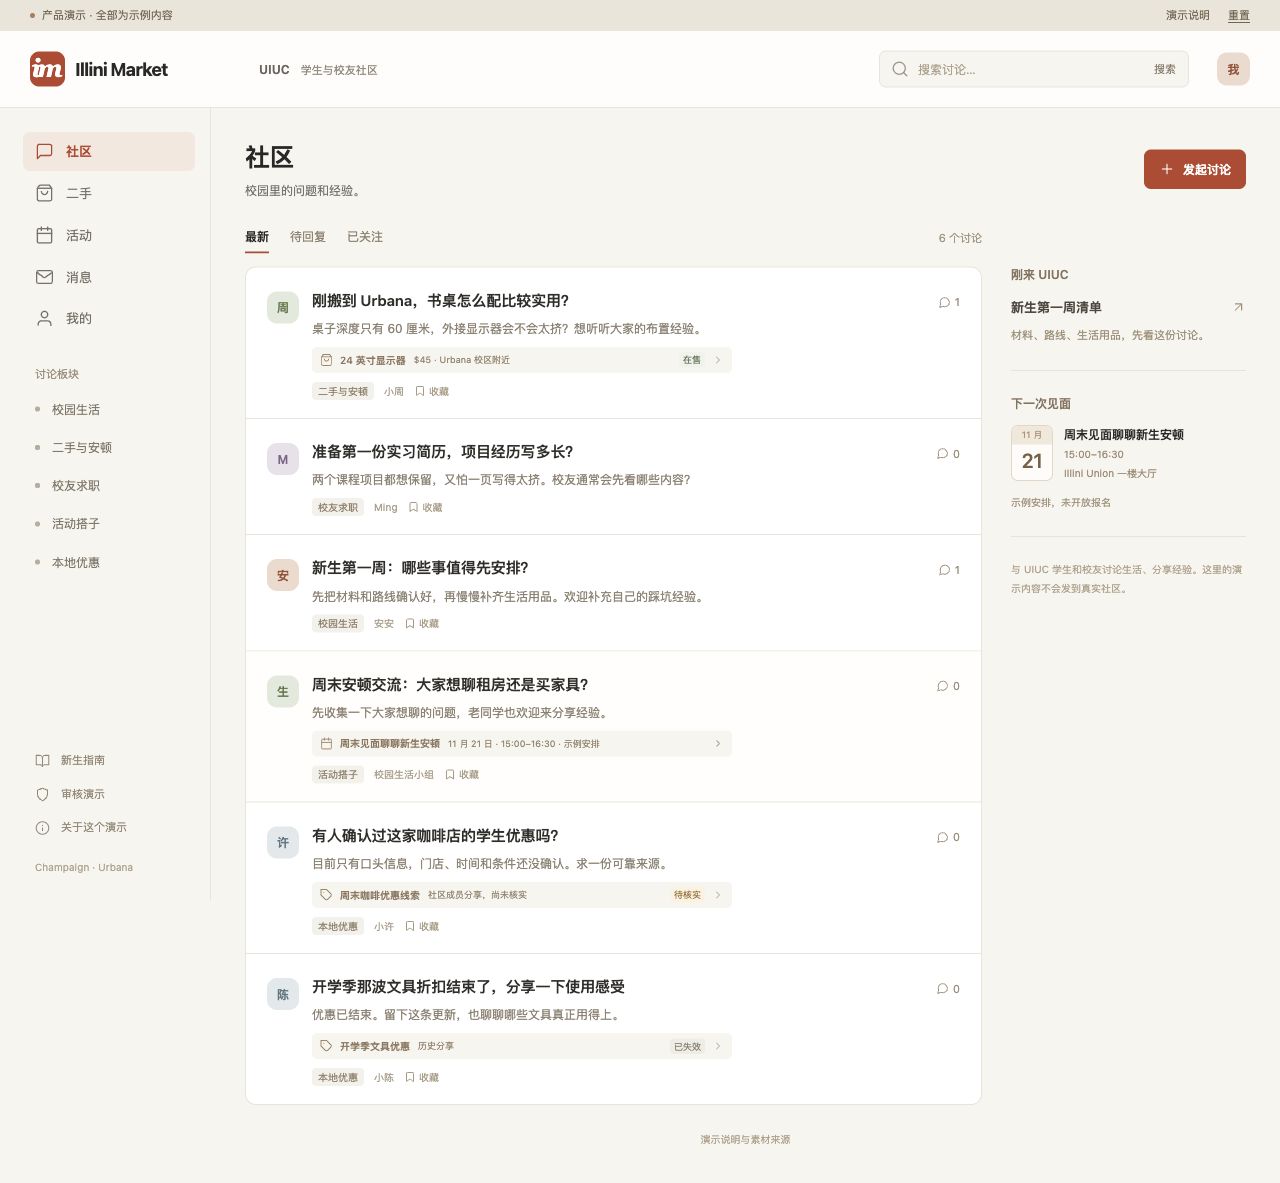 产品演示 · 全部为示例内容
演示说明 重置
im Illini Market
UIUC 学生与校友社区
搜索讨论... 搜索
我
社区
二手
活动
消息
我的
讨论板块
校园生活
二手与安顿
校友求职
活动搭子
本地优惠
新生指南
审核演示
关于这个演示
Champaign · Urbana
社区
校园里的问题和经验。
发起讨论
最新 待回复 已关注
6 个讨论
周
刚搬到 Urbana，书桌怎么配比较实用？
1
桌子深度只有 60 厘米，外接显示器会不会太挤？想听听大家的布置经验。
24 英寸显示器 $45 · Urbana 校区附近 在售
二手与安顿 小周 收藏
M
准备第一份实习简历，项目经历写多长？
0
两个课程项目都想保留，又怕一页写得太挤。校友通常会先看哪些内容？
校友求职 Ming 收藏
安
新生第一周：哪些事值得先安排？
1
先把材料和路线确认好，再慢慢补齐生活用品。欢迎补充自己的踩坑经验。
校园生活 安安 收藏
生
周末安顿交流：大家想聊租房还是买家具？
0
先收集一下大家想聊的问题，老同学也欢迎来分享经验。
周末见面聊聊新生安顿 11 月 21 日 · 15:00–16:30 · 示例安排
活动搭子 校园生活小组 收藏
许
有人确认过这家咖啡店的学生优惠吗？
0
目前只有口头信息，门店、时间和条件还没确认。求一份可靠来源。
周末咖啡优惠线索 社区成员分享，尚未核实 待核实
本地优惠 小许 收藏
陈
开学季那波文具折扣结束了，分享一下使用感受
0
优惠已结束。留下这条更新，也聊聊哪些文具真正用得上。
开学季文具优惠 历史分享 已失效
本地优惠 小陈 收藏
刚来 UIUC
新生第一周清单
材料、路线、生活用品，先看这份讨论。
下一次见面
11 月
21
周末见面聊聊新生安顿
15:00–16:30
Illini Union 一楼大厅
示例安排，未开放报名
与 UIUC 学生和校友讨论生活、分享经验。这里的演
示内容不会发到真实社区。
演示说明与素材来源